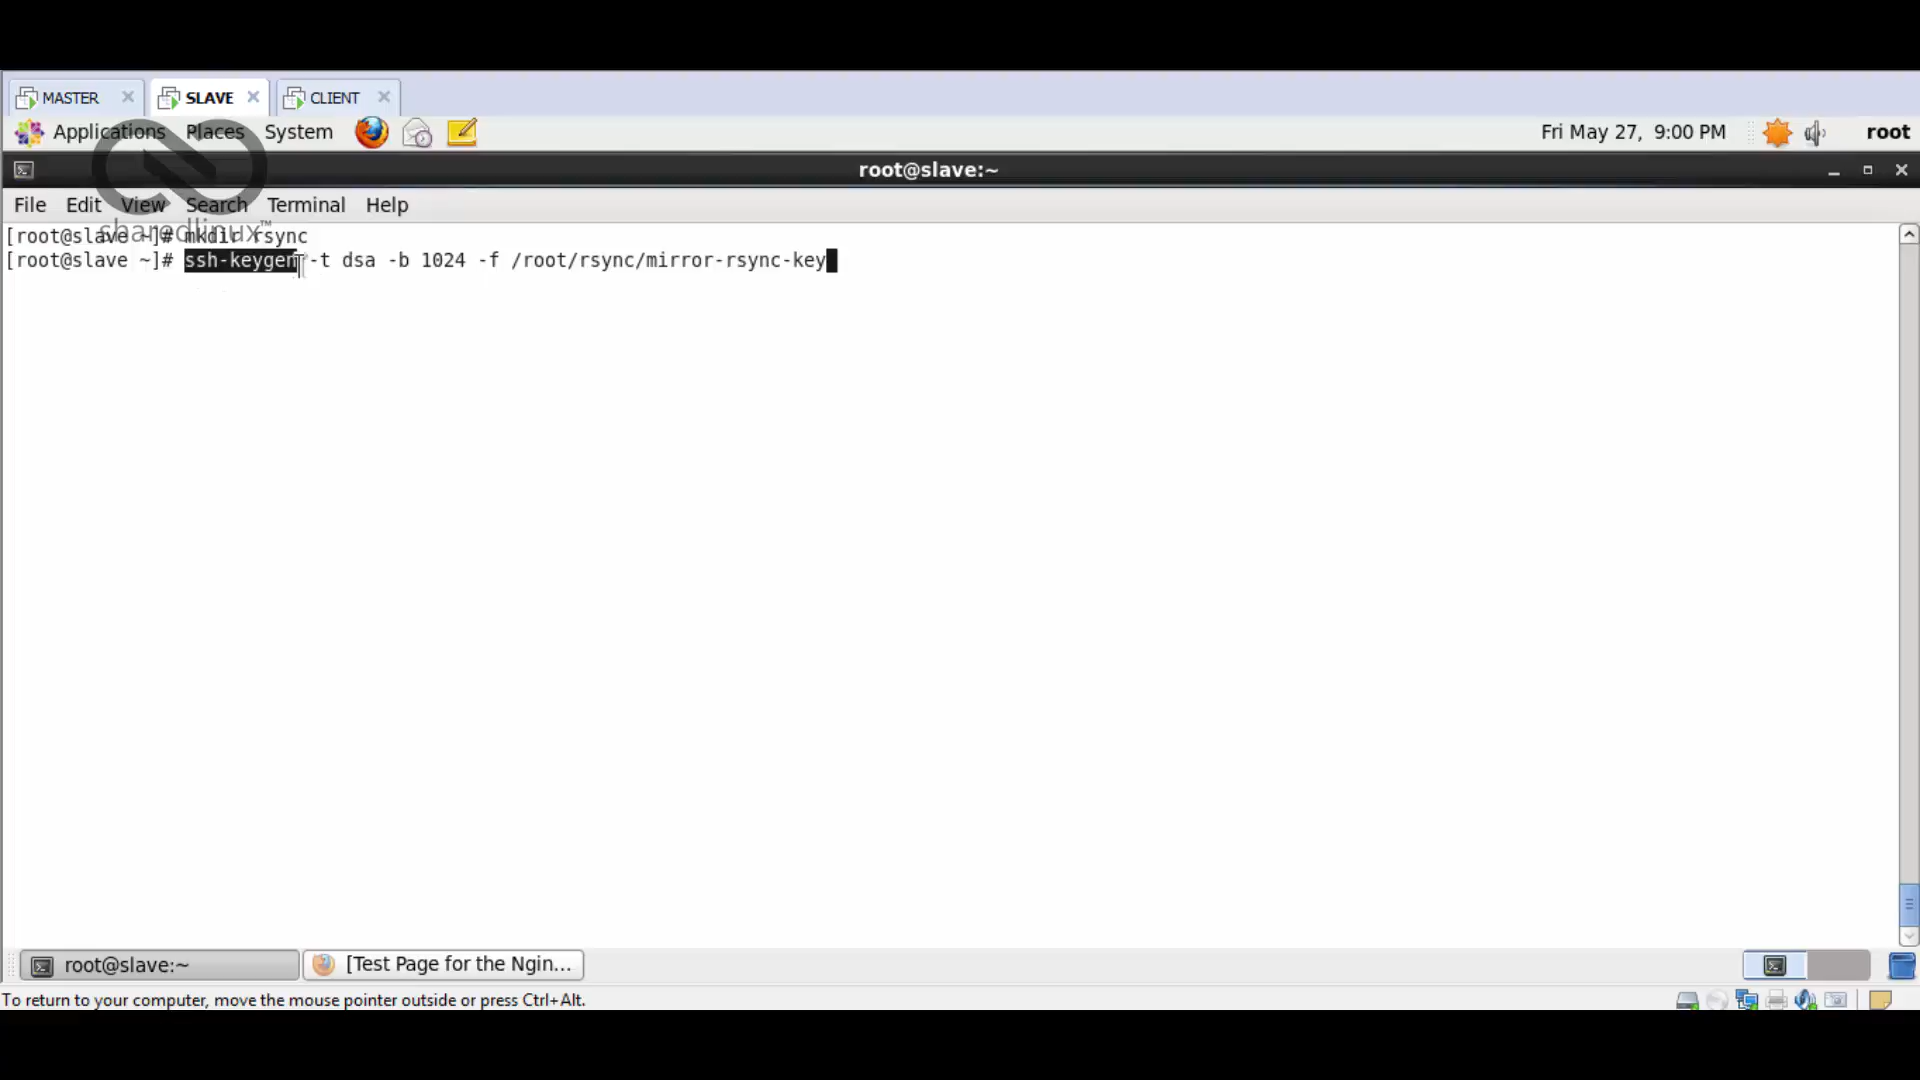 MASTER SLAVE CLIENT
Applications Places System Fri May 27, 9:00 PM root
root@slave:~
File Edit View Search Terminal Help
sharedlinux™
[root@slave ~]# mkdir rsync
[root@slave ~]# ssh-keygen -t dsa -b 1024 -f /root/rsync/mirror-rsync-key
root@slave:~ [Test Page for the Ngin...
To return to your computer, move the mouse pointer outside or press Ctrl+Alt.